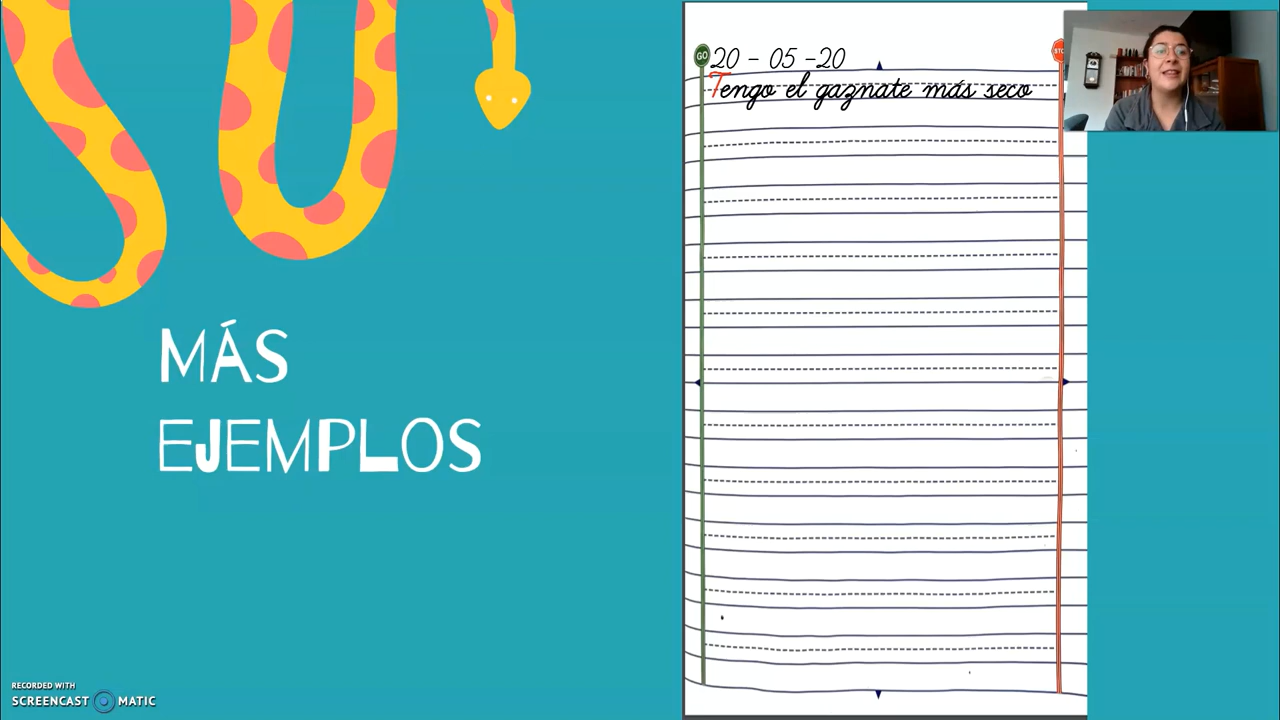 MÁS
EJEMPLOS
GO
20 - 05 -20
Tengo el gaznate más seco
RECORDED WITH
SCREENCAST MATIC